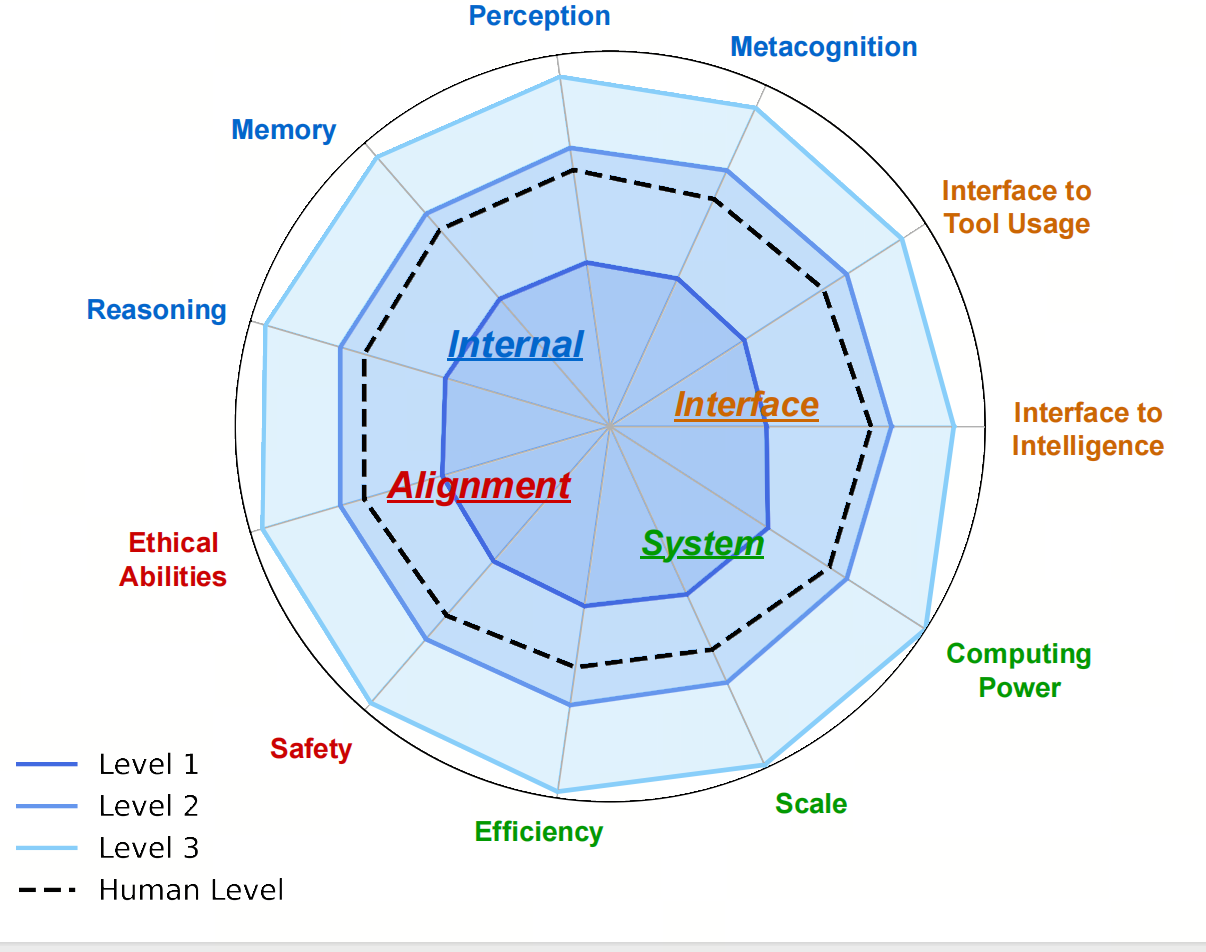 Perception
Metacognition
Memory
Interface to
Tool Usage
Reasoning
Internal
Interface
Interface to
Intelligence
Alignment
System
Ethical
Abilities
Computing
Power
Safety
Scale
Efficiency
Level 1
Level 2
Level 3
Human Level